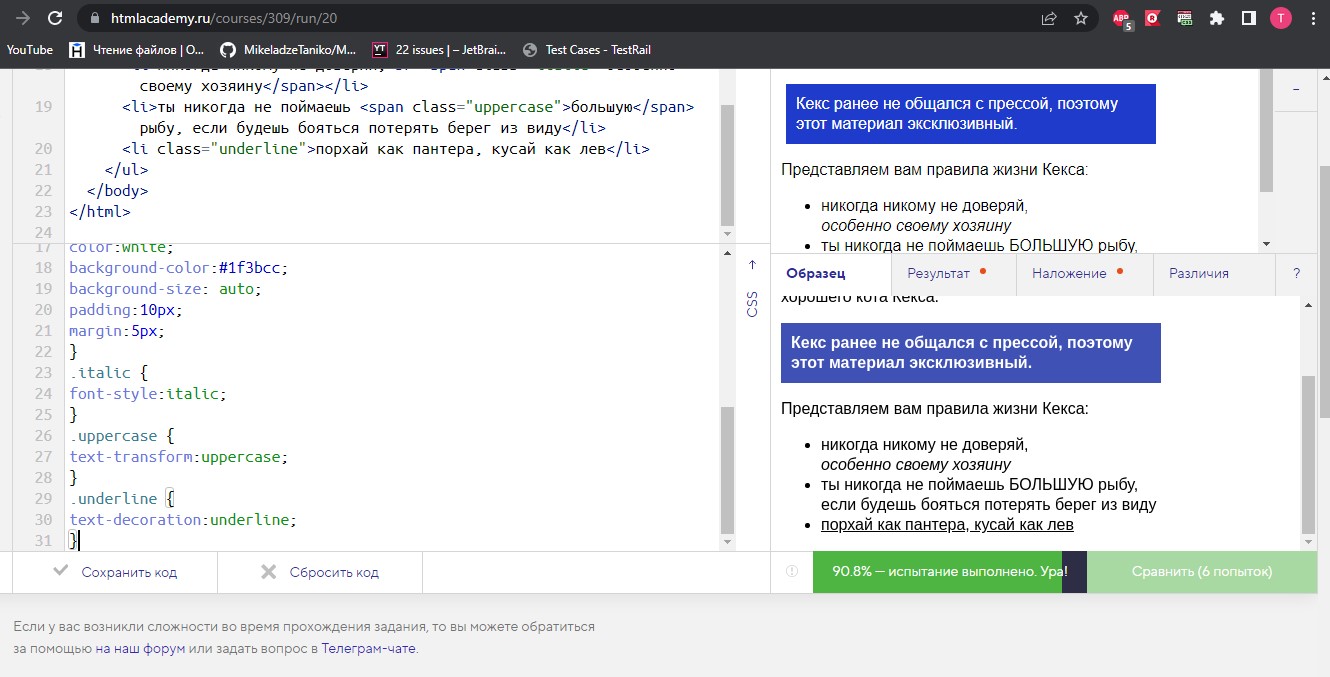 htmlacademy.ru/courses/309/run/20
ABP
5
T
YouTube
H
Чтение файлов | О...
MikeladzeTaniko/M...
YT
22 issues | – JetBrai...
Test Cases - TestRail
своему хозяину</span></li>
19 <li>ты никогда не поймаешь <span class="uppercase">большую</span>
рыбу, если будешь бояться потерять берег из виду</li>
20 <li class="underline">порхай как пантера, кусай как лев</li>
21 </ul>
22 </body>
23 </html>
24
17 color:white;
18 background-color:#1f3bcc;
19 background-size: auto;
20 padding:10px;
21 margin:5px;
22 }
23 .italic {
24 font-style:italic;
25 }
26 .uppercase {
27 text-transform:uppercase;
28 }
29 .underline {
30 text-decoration:underline;
31 }
CSS
Сохранить код
Сбросить код
Кекс ранее не общался с прессой, поэтому
этот материал эксклюзивный.
Представляем вам правила жизни Кекса:
• никогда никому не доверяй,
особенно своему хозяину
• ты никогда не поймаешь БОЛЬШУЮ рыбу,
Образец
Результат
Наложение
Различия
?
хорошего кота Кекса.
Кекс ранее не общался с прессой, поэтому
этот материал эксклюзивный.
Представляем вам правила жизни Кекса:
• никогда никому не доверяй,
особенно своему хозяину
• ты никогда не поймаешь БОЛЬШУЮ рыбу,
если будешь бояться потерять берег из виду
• порхай как пантера, кусай как лев
90.8% — испытание выполнено. Ура!
Сравнить (6 попыток)
Если у вас возникли сложности во время прохождения задания, то вы можете обратиться
за помощью на наш форум или задать вопрос в Телеграм-чате.